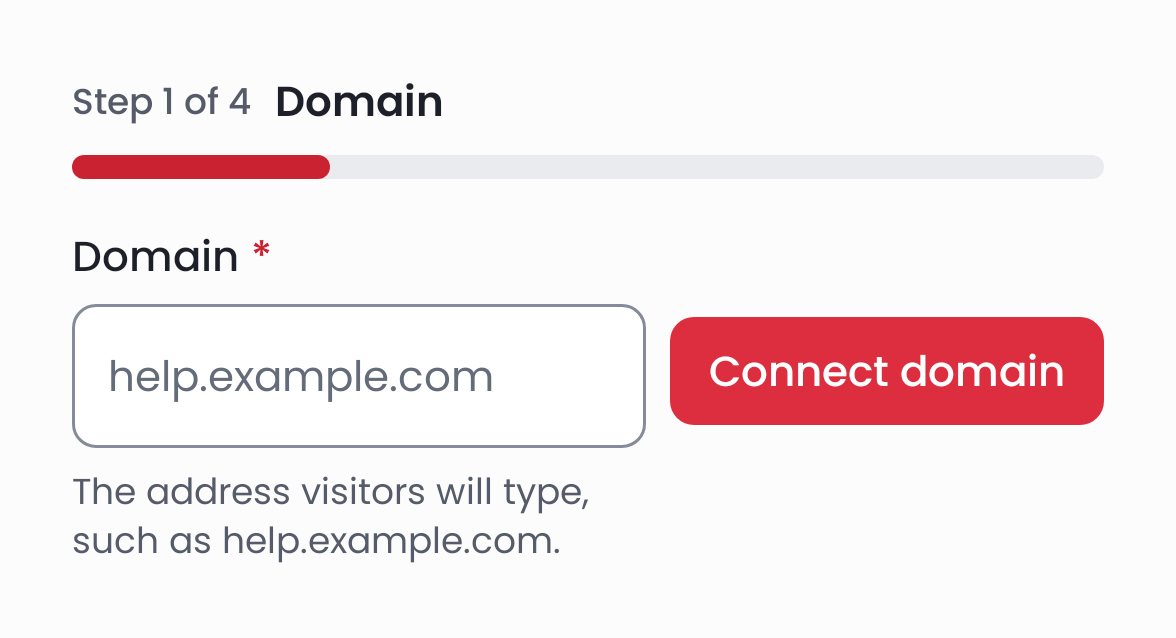 Step 1 of 4 Domain
Domain *
help.example.com
Connect domain
The address visitors will type,
such as help.example.com.